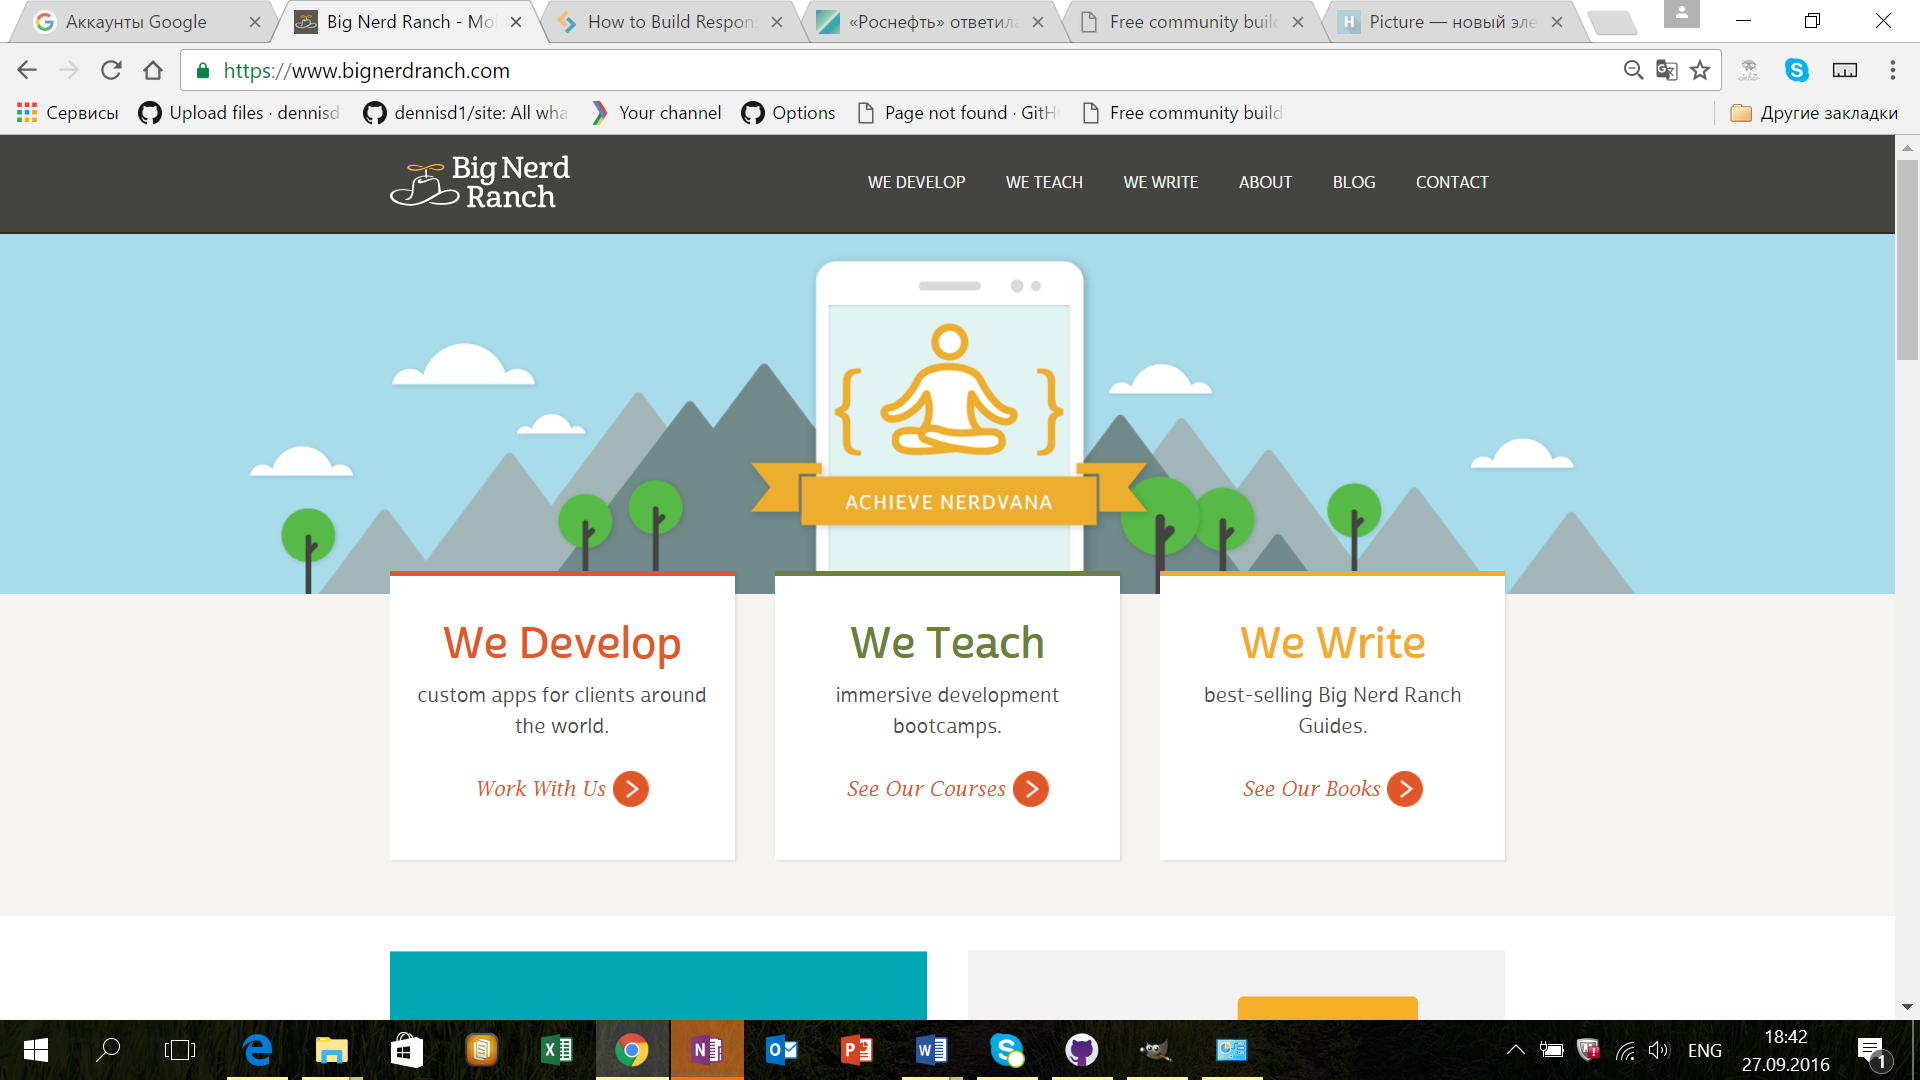 Аккаунты Google
Big Nerd Ranch - Mo
How to Build Respon
«Роснефть» ответила
Free community build
Picture — новый эле
https://www.bignerdranch.com
Сервисы
Upload files · dennisd
dennisd1/site: All wha
Your channel
Options
Page not found · GitH
Free community build
Другие закладки
Big Nerd
Ranch
WE DEVELOP
WE TEACH
WE WRITE
ABOUT
BLOG
CONTACT
ACHIEVE NERDVANA
We Develop
custom apps for clients around
the world.
Work With Us
We Teach
immersive development
bootcamps.
See Our Courses
We Write
best-selling Big Nerd Ranch
Guides.
See Our Books
ENG
18:42
27.09.2016
1